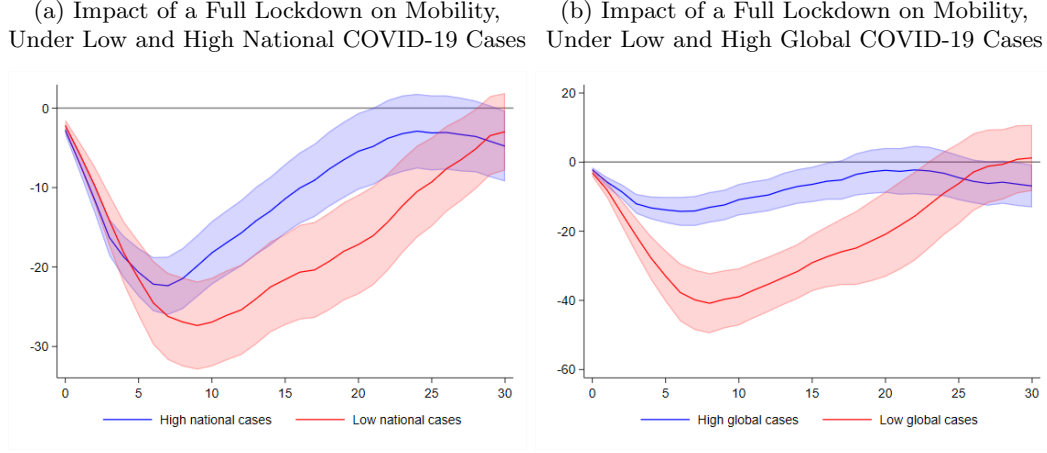 (a) Impact of a Full Lockdown on Mobility,
Under Low and High National COVID-19 Cases
0
-10
-20
-30
0 5 10 15 20 25 30
High national cases Low national cases
(b) Impact of a Full Lockdown on Mobility,
Under Low and High Global COVID-19 Cases
20
0
-20
-40
-60
0 5 10 15 20 25 30
High global cases Low global cases